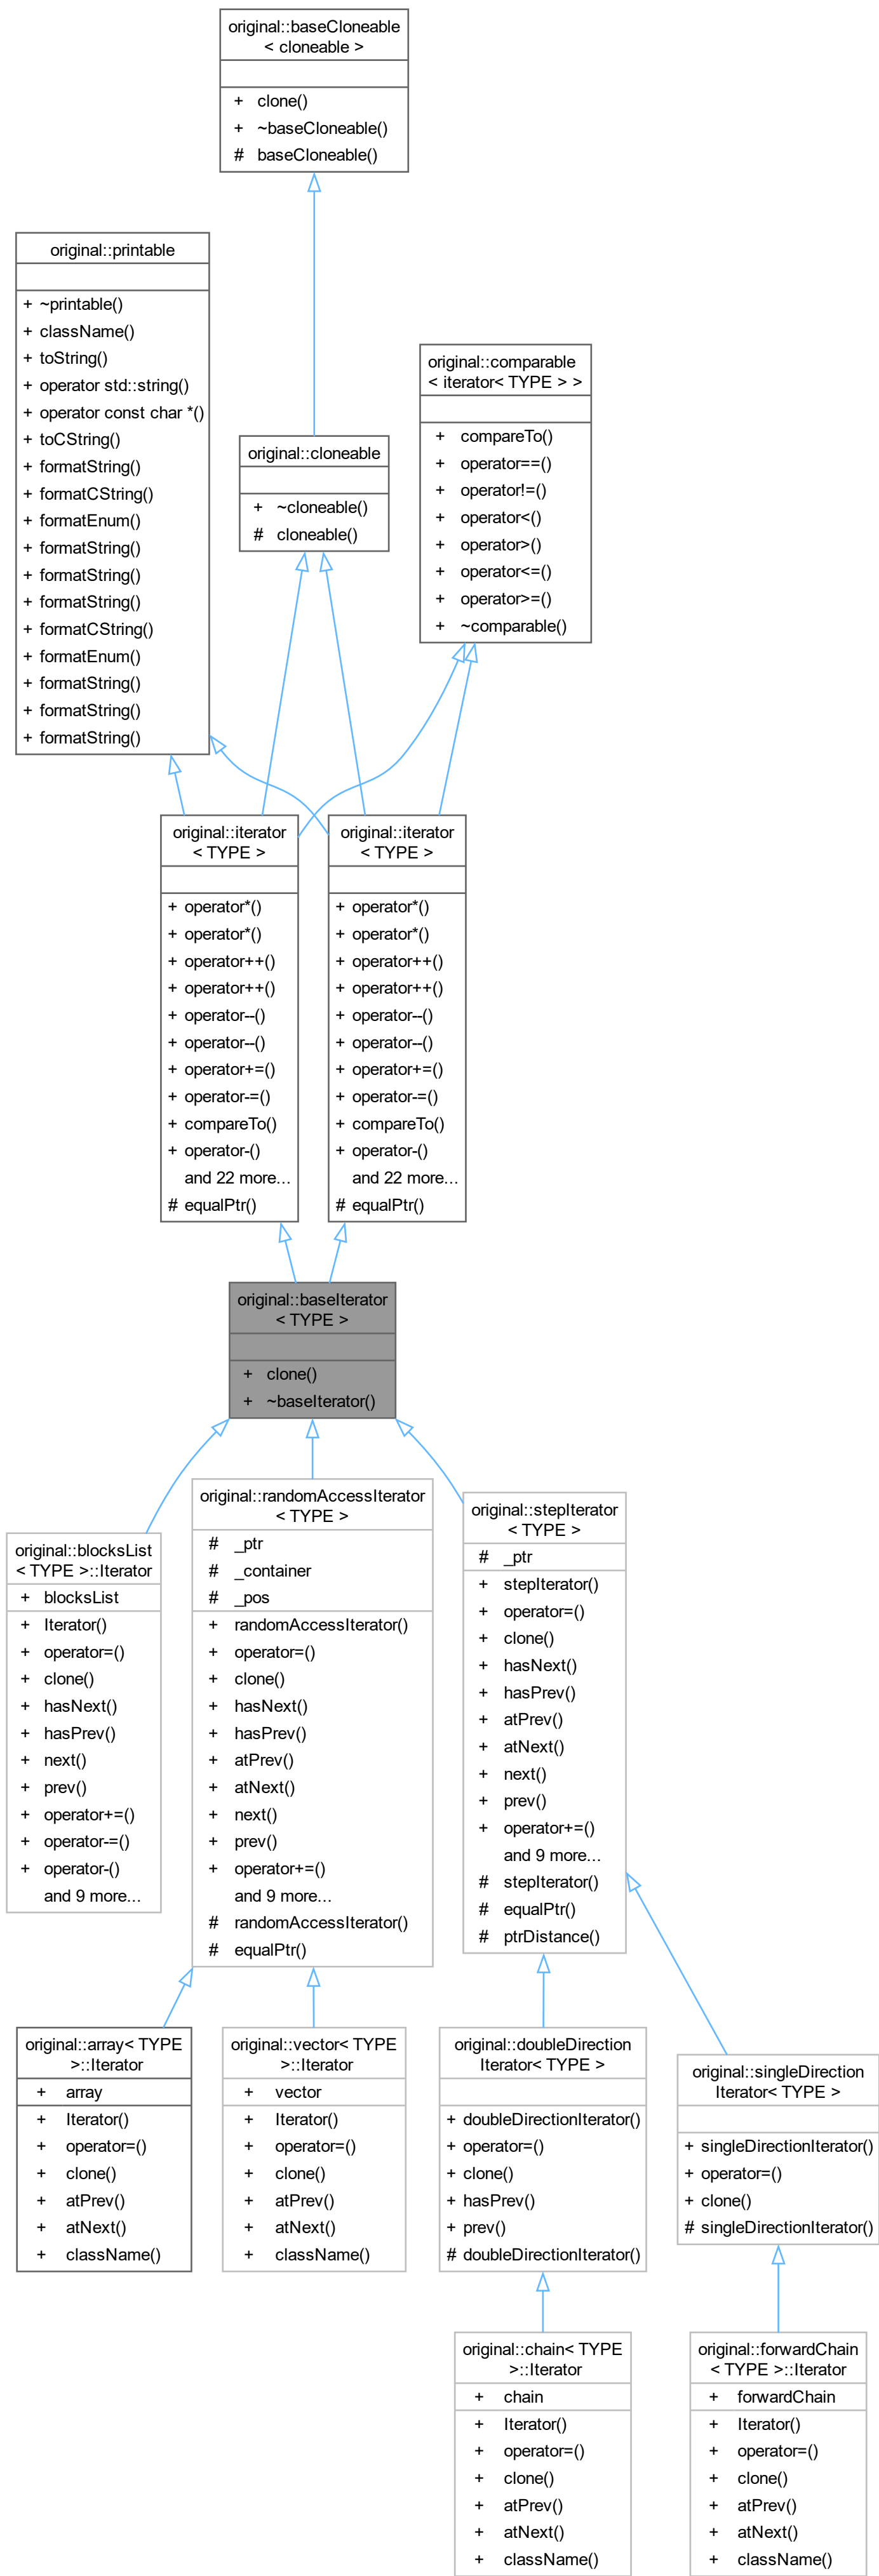 original::baseCloneable
< cloneable >
+ clone()
+ ~baseCloneable()
# baseCloneable()
original::printable
+ ~printable()
+ className()
+ toString()
+ operator std::string()
+ operator const char *()
+ toCString()
+ formatString()
+ formatCString()
+ formatEnum()
+ formatString()
+ formatString()
+ formatString()
+ formatCString()
+ formatEnum()
+ formatString()
+ formatString()
+ formatString()
original::cloneable
+ ~cloneable()
# cloneable()
original::comparable
< iterator< TYPE > >
+ compareTo()
+ operator==()
+ operator!=()
+ operator<()
+ operator>()
+ operator<=()
+ operator>=()
+ ~comparable()
original::iterator
< TYPE >
+ operator*()
+ operator*()
+ operator++()
+ operator++()
+ operator--()
+ operator--()
+ operator+=()
+ operator-=()
+ compareTo()
+ operator-()
and 22 more...
# equalPtr()
original::iterator
< TYPE >
+ operator*()
+ operator*()
+ operator++()
+ operator++()
+ operator--()
+ operator--()
+ operator+=()
+ operator-=()
+ compareTo()
+ operator-()
and 22 more...
# equalPtr()
original::baseIterator
< TYPE >
+ clone()
+ ~baseIterator()
original::blocksList
< TYPE >::Iterator
+ blocksList
+ Iterator()
+ operator=()
+ clone()
+ hasNext()
+ hasPrev()
+ next()
+ prev()
+ operator+=()
+ operator-=()
+ operator-()
and 9 more...
original::randomAccessIterator
< TYPE >
# _ptr
# _container
# _pos
+ randomAccessIterator()
+ operator=()
+ clone()
+ hasNext()
+ hasPrev()
+ atPrev()
+ atNext()
+ next()
+ prev()
+ operator+=()
and 9 more...
# randomAccessIterator()
# equalPtr()
original::stepIterator
< TYPE >
# _ptr
+ stepIterator()
+ operator=()
+ clone()
+ hasNext()
+ hasPrev()
+ atPrev()
+ atNext()
+ next()
+ prev()
+ operator+=()
and 9 more...
# stepIterator()
# equalPtr()
# ptrDistance()
original::array< TYPE
>::Iterator
+ array
+ Iterator()
+ operator=()
+ clone()
+ atPrev()
+ atNext()
+ className()
original::vector< TYPE
>::Iterator
+ vector
+ Iterator()
+ operator=()
+ clone()
+ atPrev()
+ atNext()
+ className()
original::doubleDirection
Iterator< TYPE >
+ doubleDirectionIterator()
+ operator=()
+ clone()
+ hasPrev()
+ prev()
# doubleDirectionIterator()
original::singleDirection
Iterator< TYPE >
+ singleDirectionIterator()
+ operator=()
+ clone()
# singleDirectionIterator()
original::chain< TYPE
>::Iterator
+ chain
+ Iterator()
+ operator=()
+ clone()
+ atPrev()
+ atNext()
+ className()
original::forwardChain
< TYPE >::Iterator
+ forwardChain
+ Iterator()
+ operator=()
+ clone()
+ atPrev()
+ atNext()
+ className()